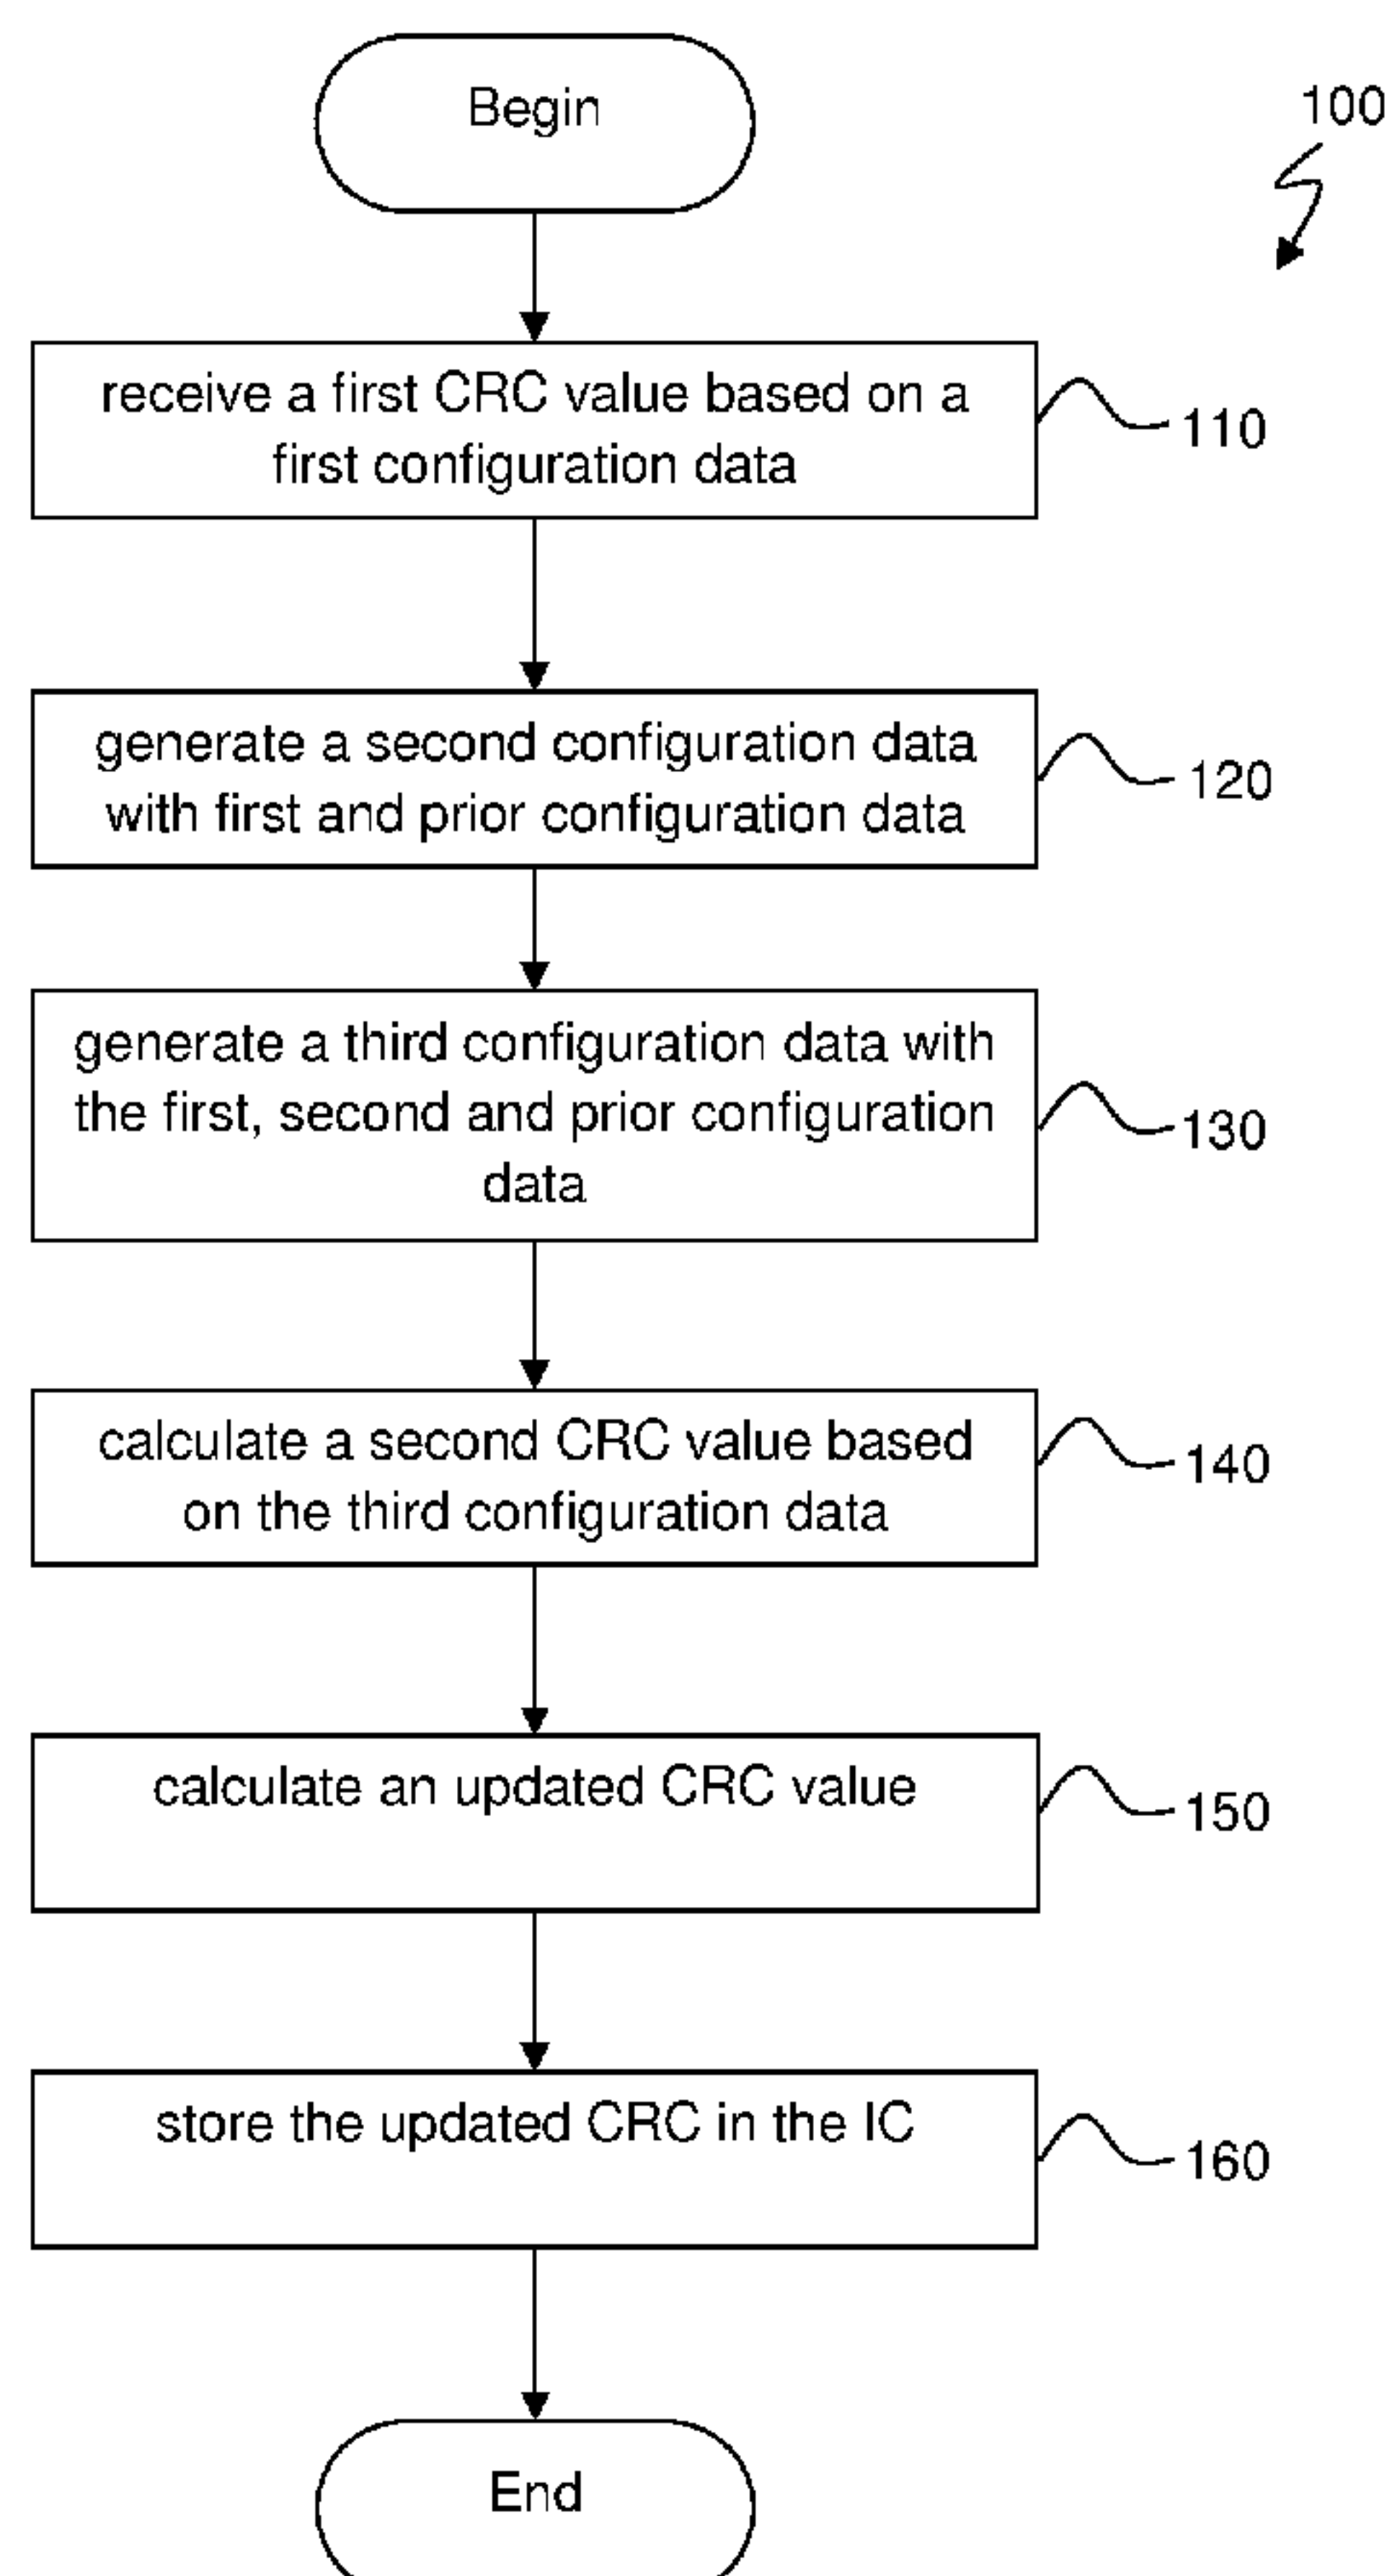 Begin
100
receive a first CRC value based on a
first configuration data
110
generate a second configuration data
with first and prior configuration data
120
generate a third configuration data with
the first, second and prior configuration
data
130
calculate a second CRC value based
on the third configuration data
140
calculate an updated CRC value
150
store the updated CRC in the IC
160
End